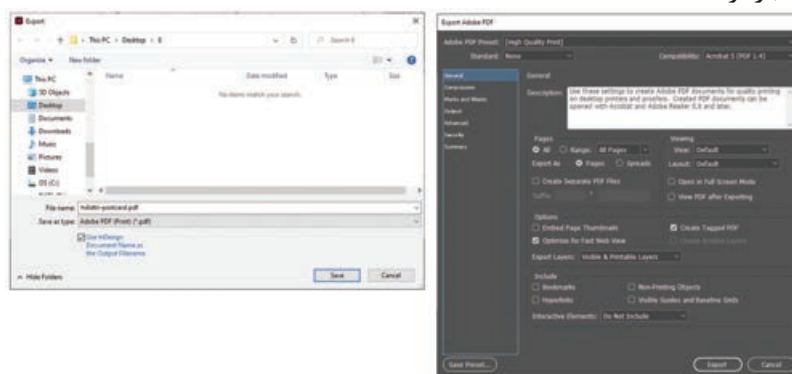 Export
This PC > Desktop > 8
Search 8
Organize
New folder
This PC
3D Objects
Desktop
Documents
Downloads
Music
Pictures
Videos
OS (C:)
Name
Date modified
Type
Size
No items match your search.
File name:
Save as type: Adobe PDF (Print) (*.pdf)
Use InDesign
Document Name as
the Output Filename
Hide Folders
Save
Cancel
Export Adobe PDF
Adobe PDF Preset: [High Quality Print]
Standard: None
Compatibility: Acrobat 5 (PDF 1.4)
General
Compression
Marks and Bleeds
Output
Advanced
Security
Summary
General
Description: Use these settings to create Adobe PDF documents for quality printing
on desktop printers and proofers. Created PDF documents can be
opened with Acrobat and Adobe Reader 5.0 and later.
Pages
All
Range: All Pages
Export As: Pages
Spreads
Create Separate PDF Files
Suffix:
Viewing
View: Default
Layout: Default
Open in Full Screen Mode
View PDF after Exporting
Options
Embed Page Thumbnails
Optimize for Fast Web View
Create Tagged PDF
Create Acrobat Layers
Export Layers: Visible & Printable Layers
Include
Bookmarks
Hyperlinks
Non-Printing Objects
Visible Guides and Baseline Grids
Interactive Elements: Do Not Include
Save Preset...
Export
Cancel